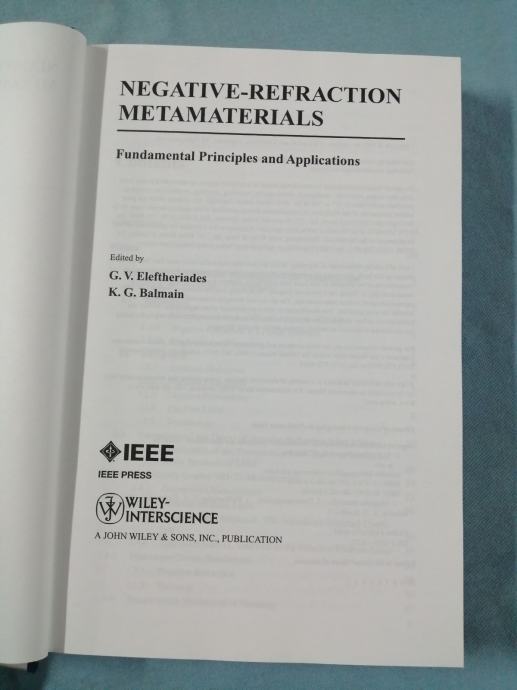 NEGATIVE-REFRACTION
METAMATERIALS
Fundamental Principles and Applications
Edited by
G. V. Eleftheriades
K. G. Balmain
IEEE
IEEE PRESS
WILEY-
INTERSCIENCE
A JOHN WILEY & SONS, INC., PUBLICATION